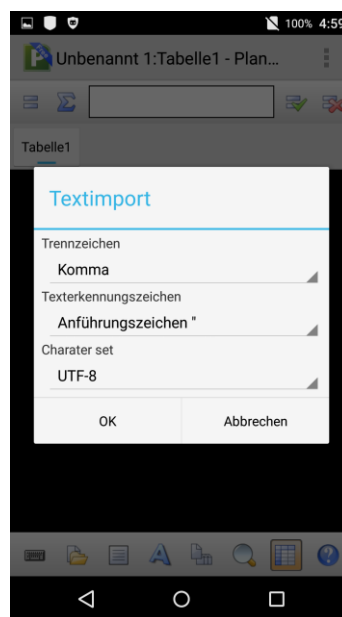 100% 4:59
Unbenannt 1:Tabelle1 - Plan...
Tabelle1
Textimport
Trennzeichen
Komma
Texterkennungszeichen
Anführungszeichen "
Charater set
UTF-8
OK Abbrechen